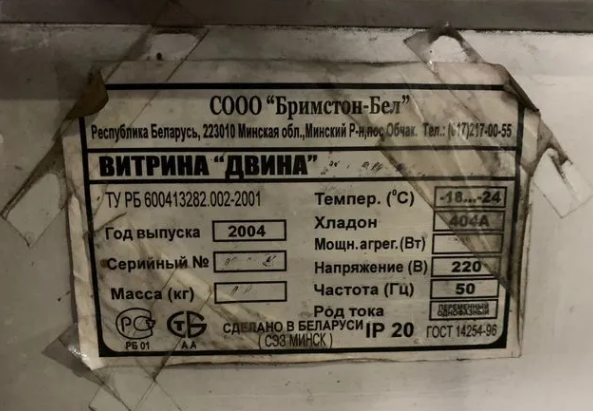 СООО "Бримстон-Бел"
Республика Беларусь, 223010 Минская обл., Минский Р-н, пос Обчак. Тел.: (017)217-00-55
ВИТРИНА "ДВИНА"
ТУ РБ 600413282.002-2001
Темпер. (°С) -18...-24
Хладон 404А
Год выпуска 2004
Мощн.агрег.(Вт)
Серийный №
Напряжение (В) 220
Масса (кг)
Частота (Гц) 50
Род тока ПЕРЕМЕННЫЙ ОДНОФАЗНЫЙ
РСТ
РБ 01
СТБ
А.А
СДЕЛАНО В БЕЛАРУСИ
(СЭЗ МИНСК)
IP 20 ГОСТ 14254-96